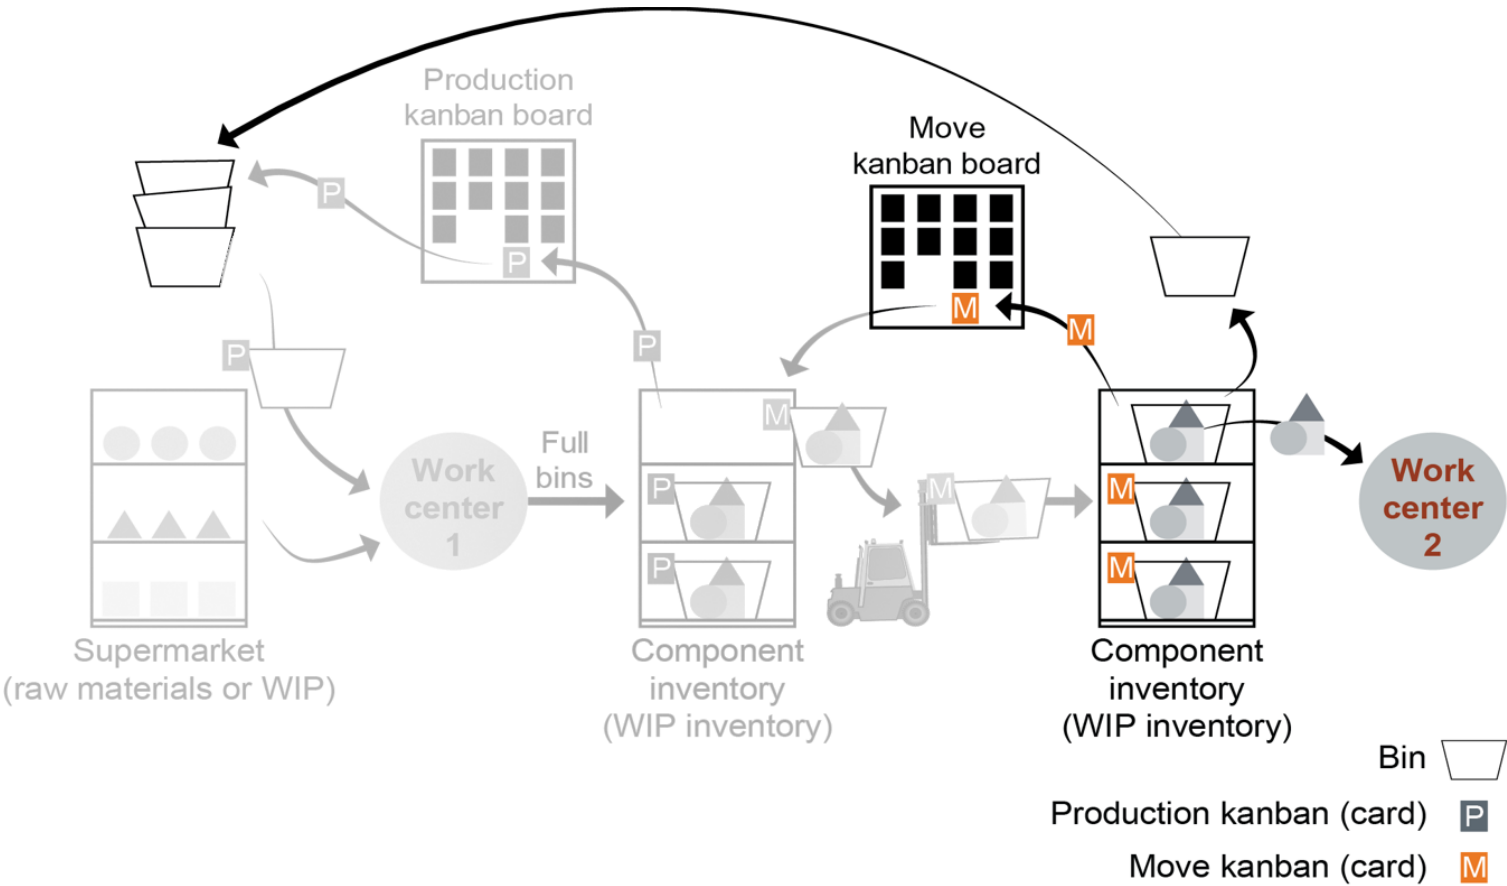 Production
kanban board
Move
kanban board
P
P
M
M
P
P
M
Full
bins
Work
center
1
P
M
M
Work
center
2
P
M
Supermarket
(raw materials or WIP)
Component
inventory
(WIP inventory)
Component
inventory
(WIP inventory)
Bin
Production kanban (card) P
Move kanban (card) M